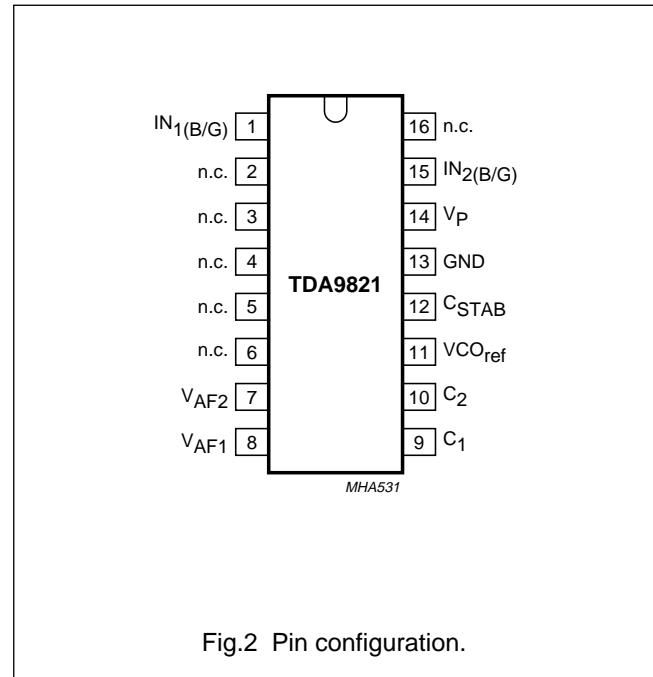 IN1(B/G) 1 16 n.c.
n.c. 2 15 IN2(B/G)
n.c. 3 14 VP
n.c. 4 13 GND
TDA9821
n.c. 5 12 CSTAB
n.c. 6 11 VCOref
VAF2 7 10 C2
VAF1 8 9 C1
MHA531
Fig.2 Pin configuration.